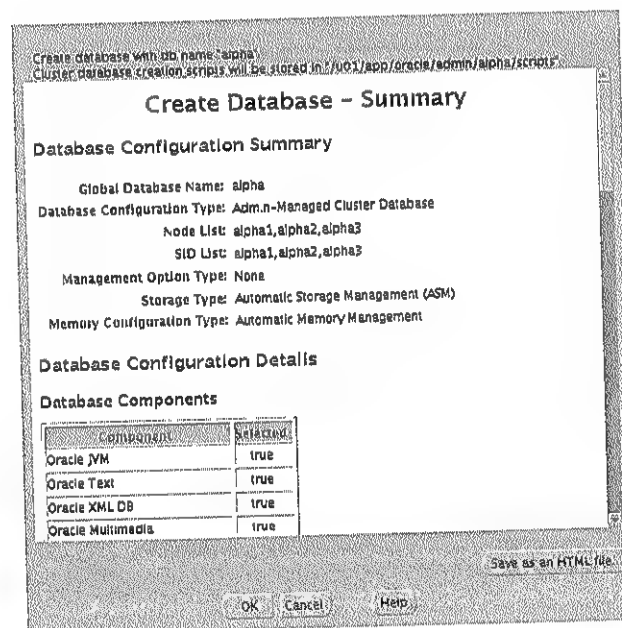 Create database with db name "alpha".
Cluster database creation scripts will be stored in "/u01/app/oracle/admin/alpha/scripts".
Create Database - Summary
Database Configuration Summary
Global Database Name: alpha
Database Configuration Type: Admin-Managed Cluster Database
Node List: alpha1,alpha2,alpha3
SID List: alpha1,alpha2,alpha3
Management Option Type: None
Storage Type: Automatic Storage Management (ASM)
Memory Configuration Type: Automatic Memory Management
Database Configuration Details
Database Components
Component Selected
Oracle JVM true
Oracle Text true
Oracle XML DB true
Oracle Multimedia true
Save as an HTML file.
OK Cancel Help